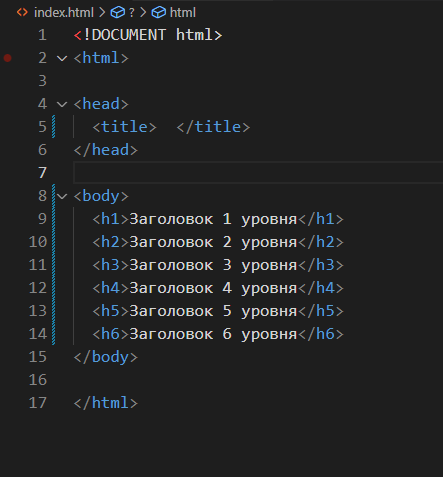 index.html > ? > html
1 <!DOCUMENT html>
2 <html>
3
4 <head>
5 <title>  </title>
6 </head>
7
8 <body>
9 <h1>Заголовок 1 уровня</h1>
10 <h2>Заголовок 2 уровня</h2>
11 <h3>Заголовок 3 уровня</h3>
12 <h4>Заголовок 4 уровня</h4>
13 <h5>Заголовок 5 уровня</h5>
14 <h6>Заголовок 6 уровня</h6>
15 </body>
16
17 </html>